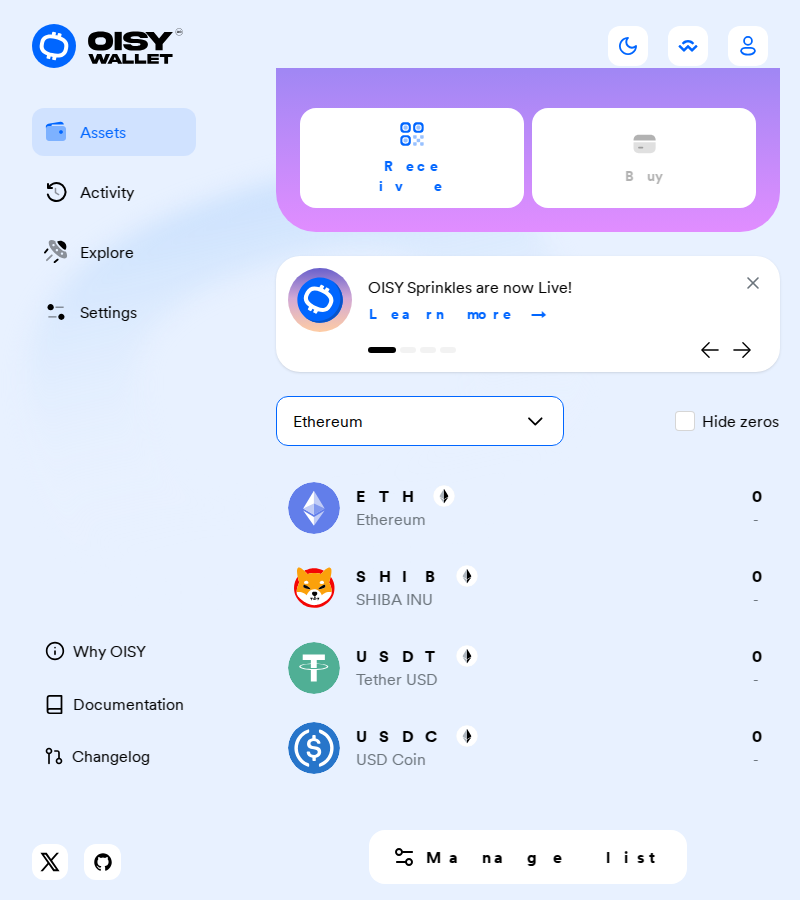 OISY
WALLET
Assets
Activity
Explore
Settings
Receive
Buy
OISY Sprinkles are now Live!
Learn more →
Ethereum
Hide zeros
ETH 0
Ethereum -
SHIB 0
SHIBA INU -
USDT 0
Tether USD -
USDC 0
USD Coin -
Why OISY
Documentation
Changelog
Manage list